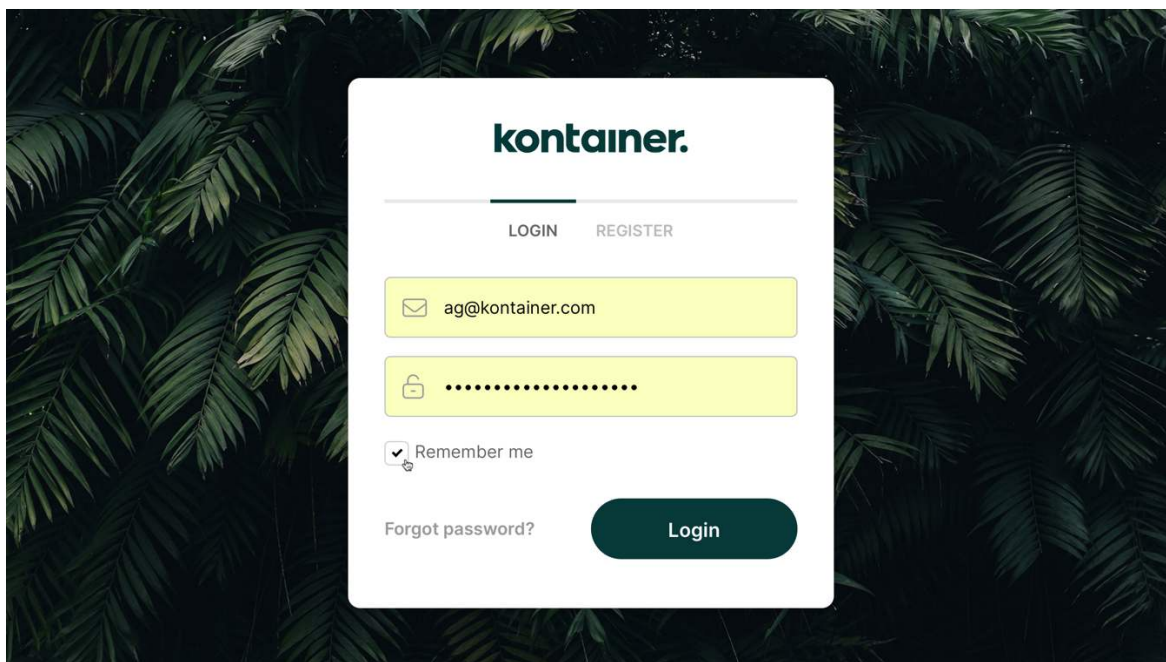 kontainer.
LOGIN REGISTER
ag@kontainer.com
••••••••••••••••••••
Remember me
Forgot password? Login